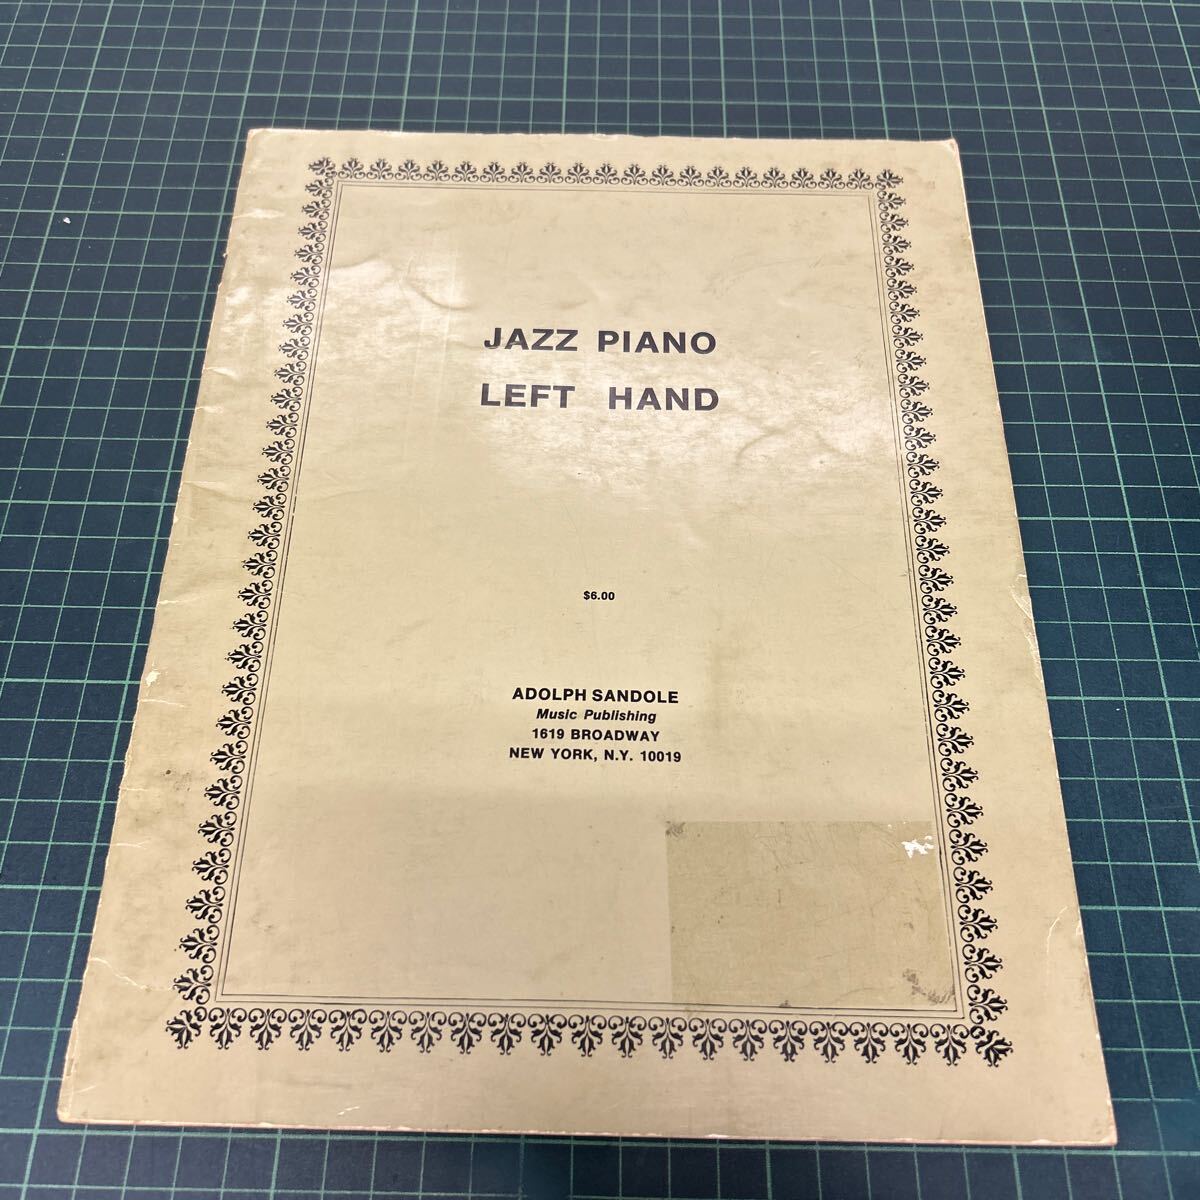 JAZZ PIANO
LEFT HAND
$6.00
ADOLPH SANDOLE
Music Publishing
1619 BROADWAY
NEW YORK, N.Y. 10019